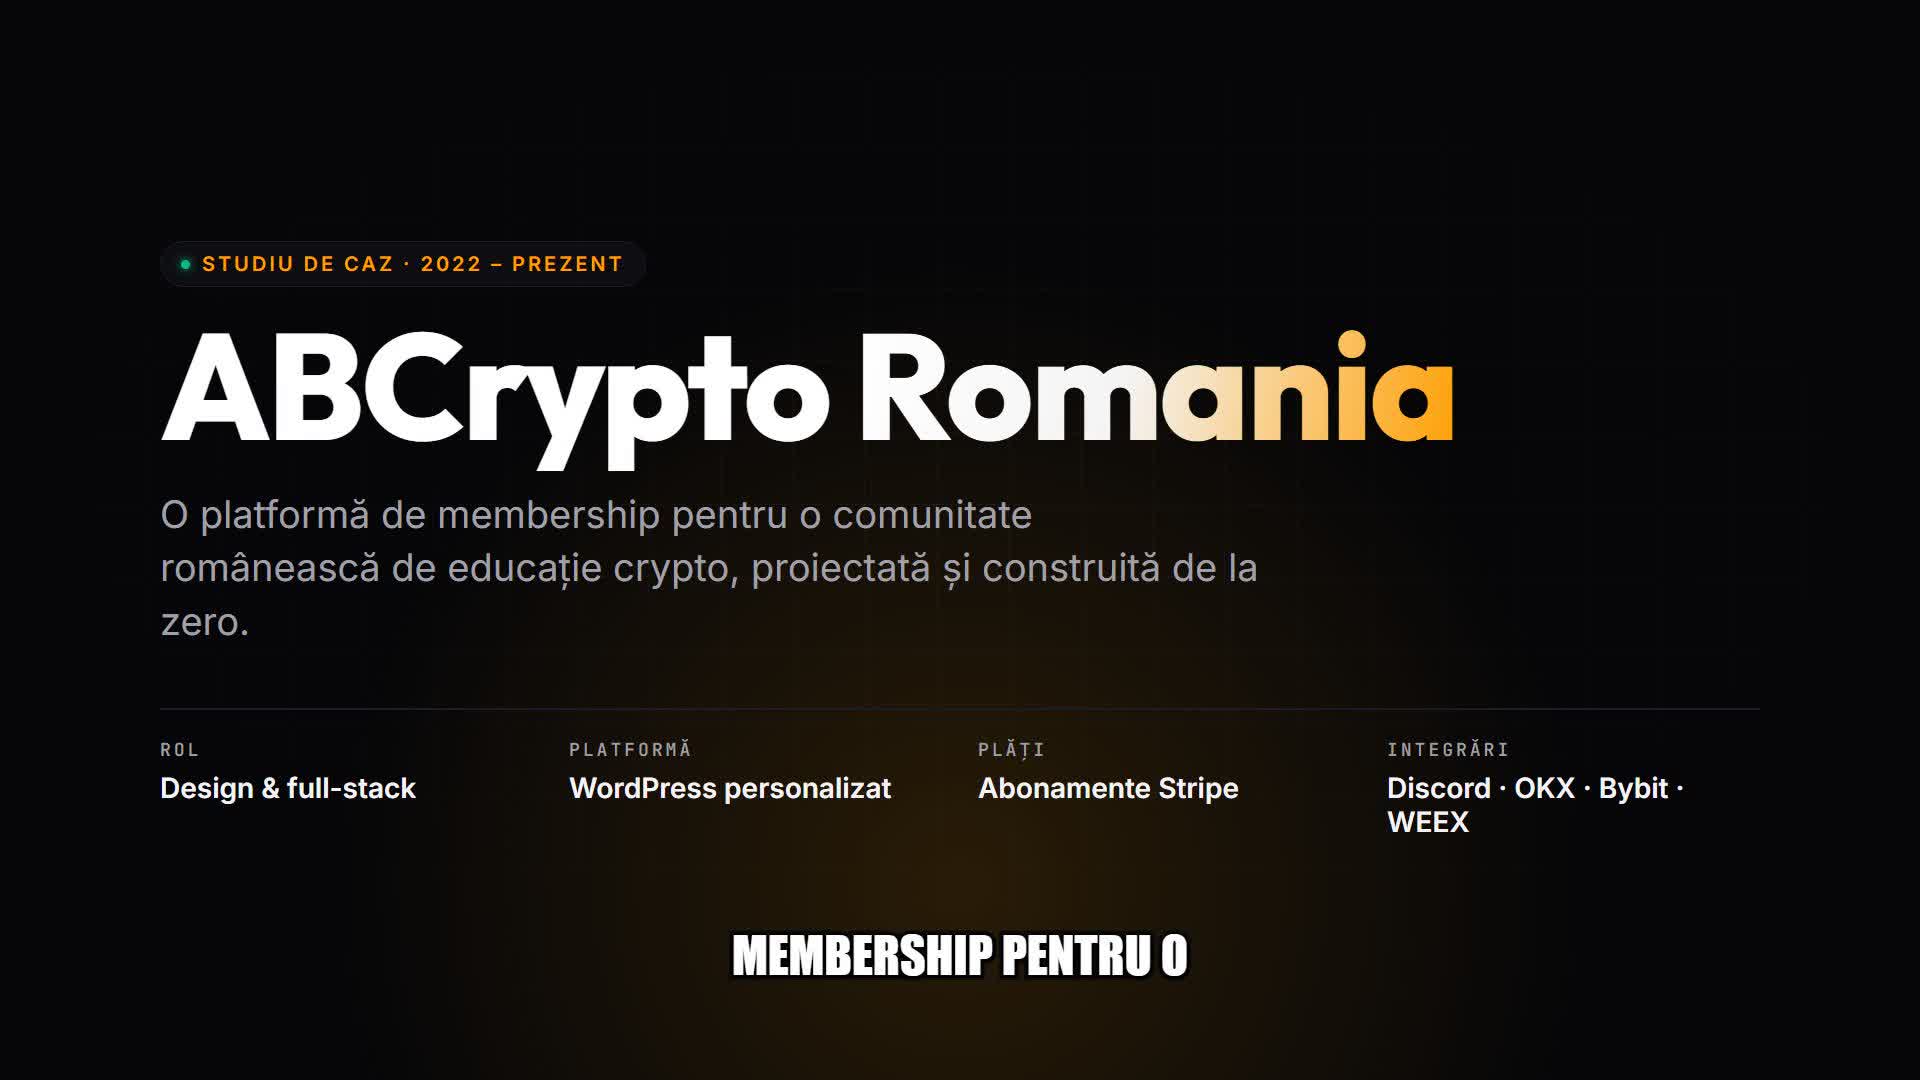 STUDIU DE CAZ · 2022 – PREZENT
ABCrypto Romania
O platformă de membership pentru o comunitate
românească de educație crypto, proiectată și construită de la
zero.
ROL
Design & full-stack
PLATFORMĂ
WordPress personalizat
PLĂȚI
Abonamente Stripe
INTEGRĂRI
Discord · OKX · Bybit ·
WEEX
MEMBERSHIP PENTRU O